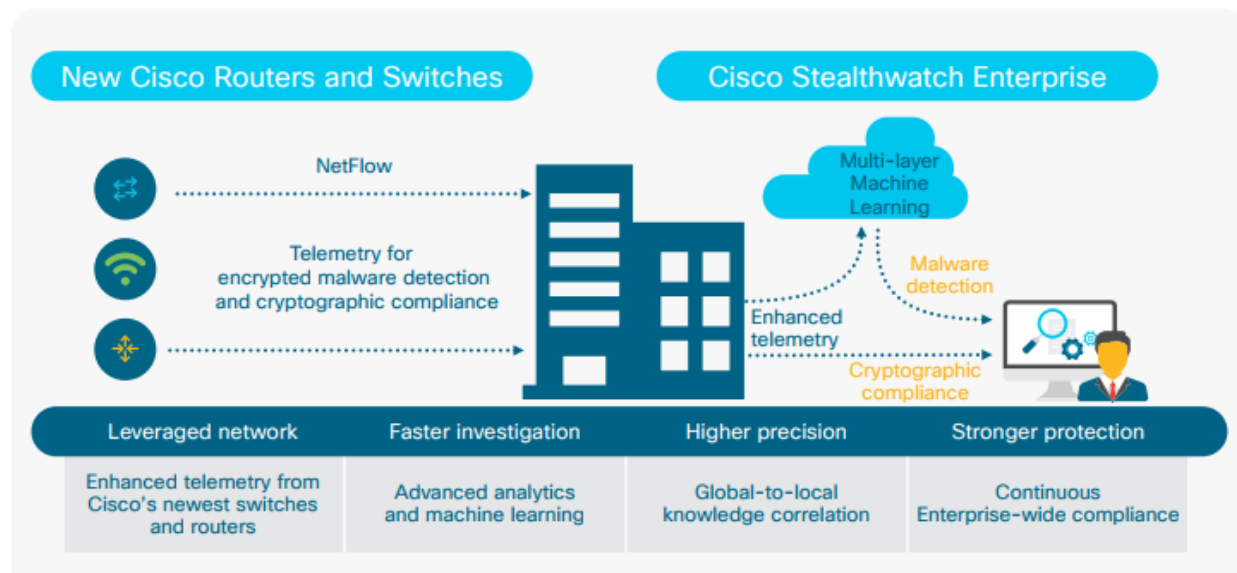 New Cisco Routers and Switches
Cisco Stealthwatch Enterprise
NetFlow
Telemetry for
encrypted malware detection
and cryptographic compliance
Multi-layer
Machine
Learning
Malware
detection
Enhanced
telemetry
Cryptographic
compliance
Leveraged network
Faster investigation
Higher precision
Stronger protection
Enhanced telemetry from
Cisco's newest switches
and routers
Advanced analytics
and machine learning
Global-to-local
knowledge correlation
Continuous
Enterprise-wide compliance